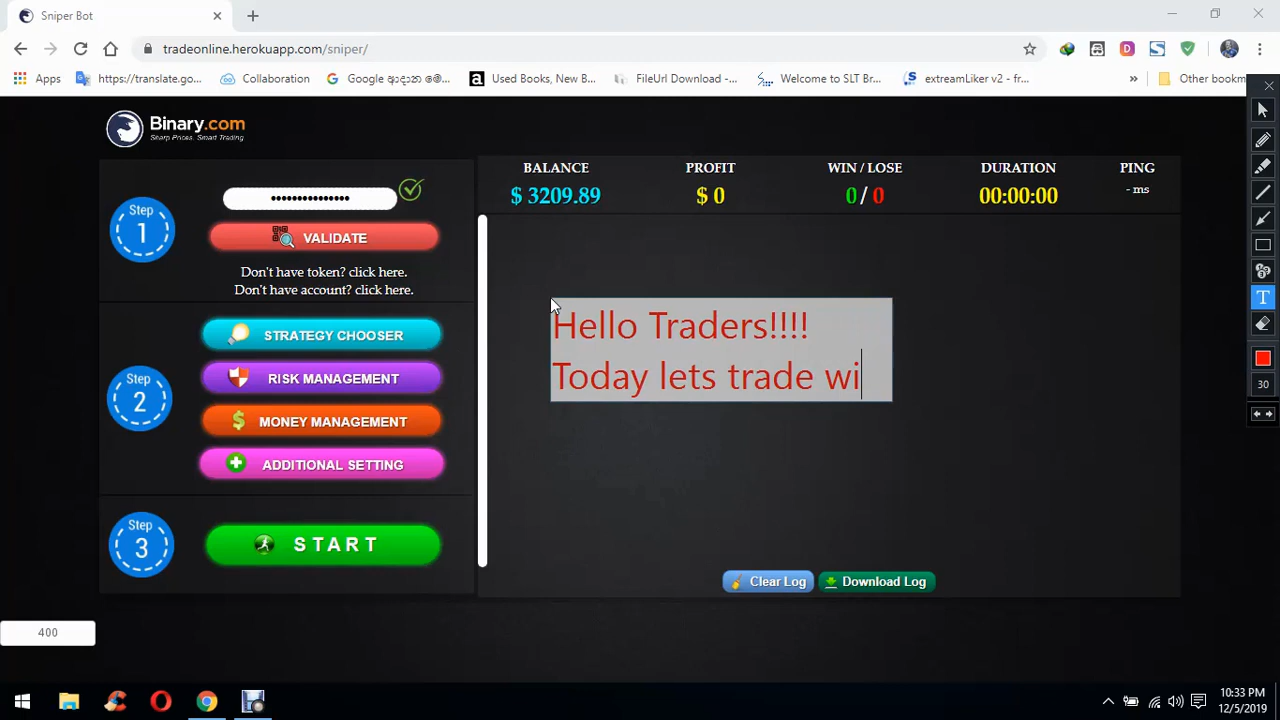 Sniper Bot
tradeonline.herokuapp.com/sniper/
Apps
https://translate.go...
Collaboration
Google ආදාන මෙ...
Used Books, New B...
FileUrl Download -...
Welcome to SLT Br...
extreamLiker v2 - fr...
»
Other bookm
Binary.com
Sharp Prices. Smart Trading
Step
1
•••••••••••••••
VALIDATE
Don't have token? click here.
Don't have account? click here.
Step
2
STRATEGY CHOOSER
RISK MANAGEMENT
MONEY MANAGEMENT
ADDITIONAL SETTING
Step
3
START
BALANCE
$ 3209.89
PROFIT
$ 0
WIN / LOSE
0 / 0
DURATION
00:00:00
PING
- ms
Hello Traders!!!!
Today lets trade wi
Clear Log
Download Log
T
30
400
10:33 PM
12/5/2019